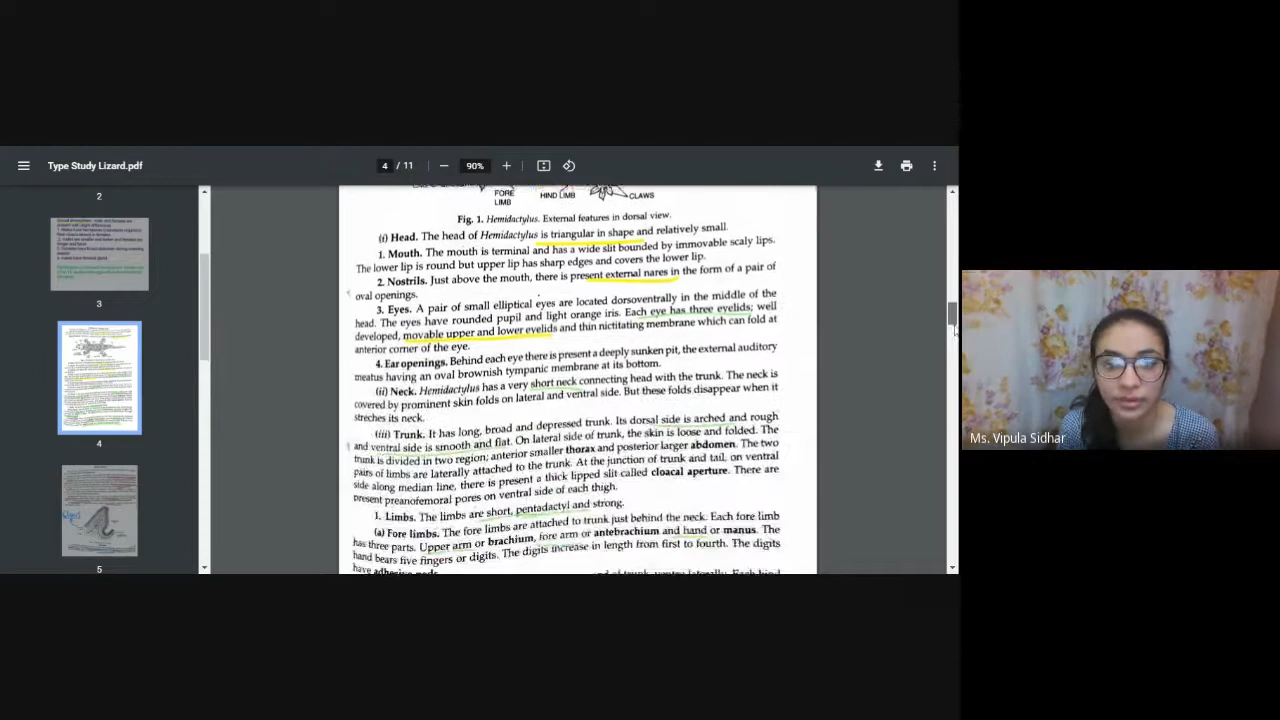 Type Study Lizard.pdf
4 / 11
90%
2
3
4
5
FORE
LIMB
HIND LIMB
CLAWS
Fig. 1. Hemidactylus. External features in dorsal view.
(i) Head. The head of Hemidactylus is triangular in shape and relatively small.
1. Mouth. The mouth is terminal and has a wide slit bounded by immovable scaly lips.
The lower lip is round but upper lip has sharp edges and covers the lower lip.
2. Nostrils. Just above the mouth, there is present external nares in the form of a pair of
oval openings.
3. Eyes. A pair of small elliptical eyes are located dorsoventrally in the middle of the
head. The eyes have rounded pupil and light orange iris. Each eye has three eyelids; well
developed, movable upper and lower eyelids and thin nictitating membrane which can fold at
anterior corner of the eye.
4. Ear openings. Behind each eye there is present a deeply sunken pit, the external auditory
meatus having an oval brownish tympanic membrane at its bottom.
(ii) Neck. Hemidactylus has a very short neck connecting head with the trunk. The neck is
covered by prominent skin folds on lateral and ventral side. But these folds disappear when it
streches its neck.
(iii) Trunk. It has long, broad and depressed trunk. Its dorsal side is arched and rough
and ventral side is smooth and flat. On lateral side of trunk, the skin is loose and folded. The
trunk is divided in two region; anterior smaller thorax and posterior larger abdomen. The two
pairs of limbs are laterally attached to the trunk. At the junction of trunk and tail, on ventral
side along median line, there is present a thick lipped slit called cloacal aperture. There are
present preanofemoral pores on ventral side of each thigh.
1. Limbs. The limbs are short, pentadactyl and strong.
(a) Fore limbs. The fore limbs are attached to trunk just behind the neck. Each fore limb
has three parts. Upper arm or brachium, fore arm or antebrachium and hand or manus. The
hand bears five fingers or digits. The digits increase in length from first to fourth. The digits
have adhesive pads
of trunk, ventro laterally. Each hind
Ms. Vipula Sidhar